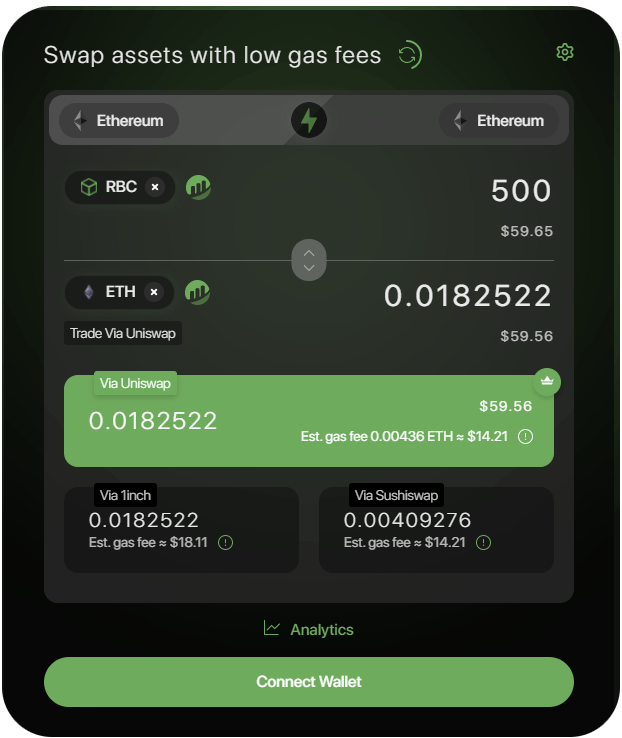 Swap assets with low gas fees
Ethereum
Ethereum
RBC ×
500
$59.65
ETH ×
0.0182522
Trade Via Uniswap
$59.56
Via Uniswap
$59.56
0.0182522
Est. gas fee 0.00436 ETH ≈ $14.21
Via 1inch
0.0182522
Est. gas fee ≈ $18.11
Via Sushiswap
0.00409276
Est. gas fee ≈ $14.21
Analytics
Connect Wallet